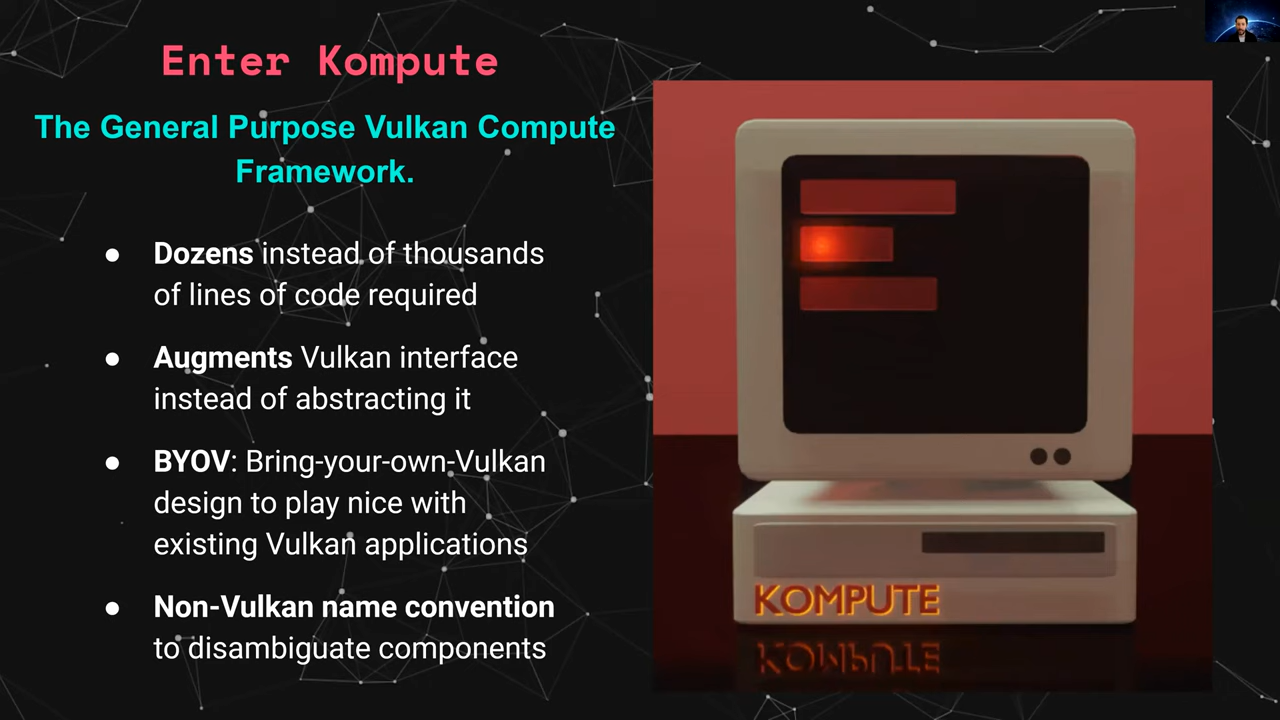 Enter Kompute
The General Purpose Vulkan Compute
Framework.
● Dozens instead of thousands
of lines of code required
● Augments Vulkan interface
instead of abstracting it
● BYOV: Bring-your-own-Vulkan
design to play nice with
existing Vulkan applications
● Non-Vulkan name convention
to disambiguate components
KOMPUTE